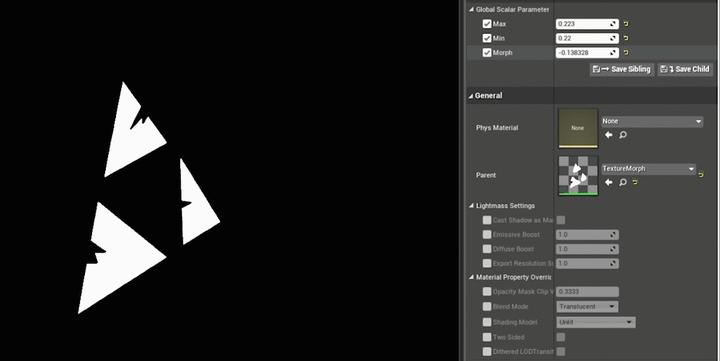 Global Scalar Parameter
Max 0.223
Min 0.22
Morph -0.138328
Save Sibling Save Child
General
Phys Material None None
Parent TextureMorph
Lightmass Settings
Cast Shadow as Ma
Emissive Boost 1.0
Diffuse Boost 1.0
Export Resolution S 1.0
Material Property Overri
Opacity Mask Clip V 0.3333
Blend Mode Translucent
Shading Model Unlit
Two Sided
Dithered LODTransit